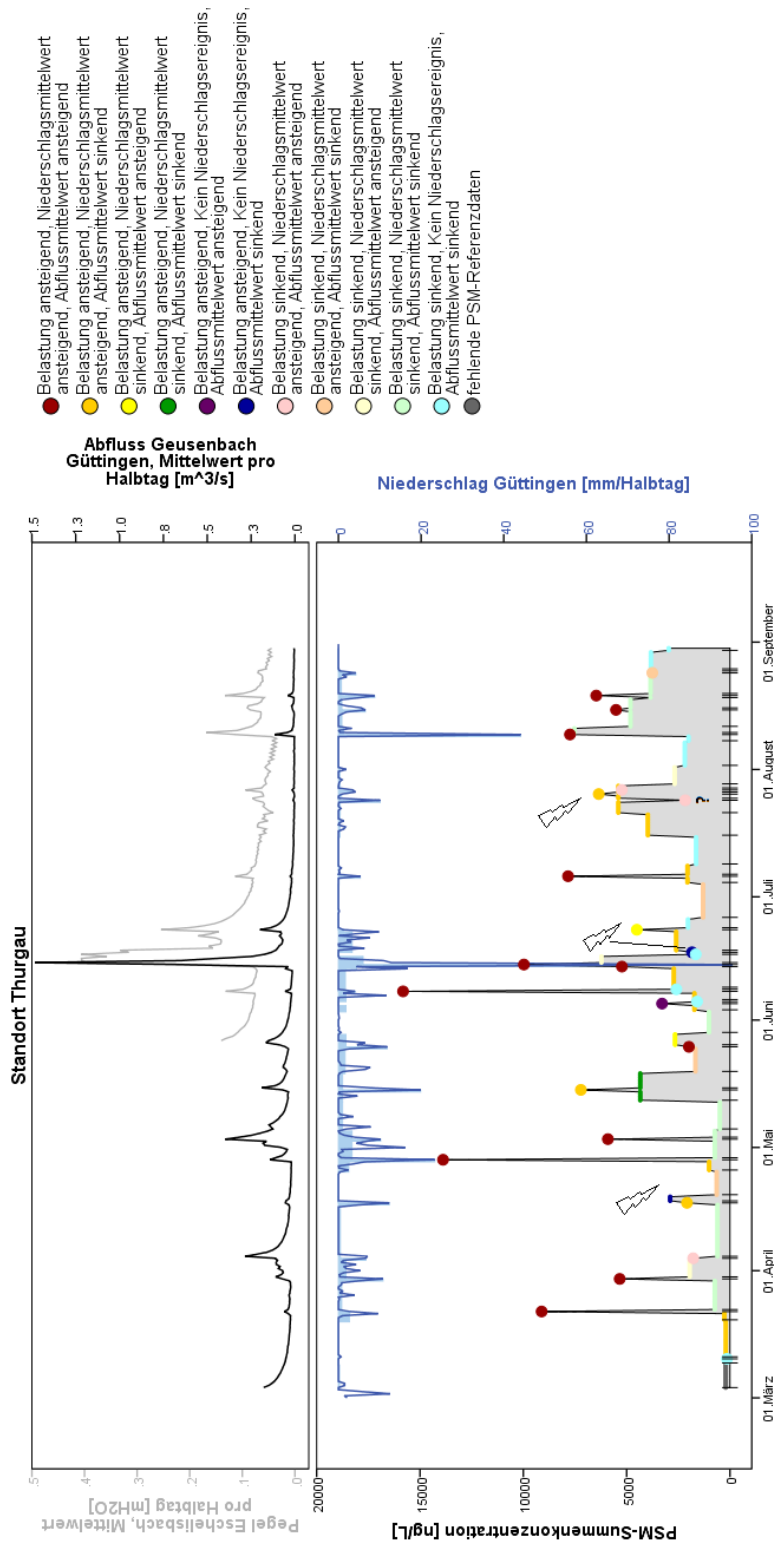 Standort Thurgau
Pegel Eschelisbach, Mittelwert
pro Halbtag [mH2O]
.5
.4
.3
.2
.1
.0
Abfluss Geusenbach
Güttingen, Mittelwert pro
Halbtag [m^3/s]
1.5
1.3
1.0
.8
.5
.3
.0
PSM-Summenkonzentration [ng/L]
20000
15000
10000
5000
0
Niederschlag Güttingen [mm/Halbtag]
0
20
40
60
80
100
?
01.März
01.April
01.Mai
01.Juni
01.Juli
01.August
01.September
Belastung ansteigend, Niederschlagsmittelwert
ansteigend, Abflussmittelwert ansteigend
Belastung ansteigend, Niederschlagsmittelwert
ansteigend, Abflussmittelwert sinkend
Belastung ansteigend, Niederschlagsmittelwert
sinkend, Abflussmittelwert ansteigend
Belastung ansteigend, Niederschlagsmittelwert
sinkend, Abflussmittelwert sinkend
Belastung ansteigend, Kein Niederschlagsereignis,
Abflussmittelwert ansteigend
Belastung ansteigend, Kein Niederschlagsereignis,
Abflussmittelwert sinkend
Belastung sinkend, Niederschlagsmittelwert
ansteigend, Abflussmittelwert ansteigend
Belastung sinkend, Niederschlagsmittelwert
ansteigend, Abflussmittelwert sinkend
Belastung sinkend, Niederschlagsmittelwert
sinkend, Abflussmittelwert ansteigend
Belastung sinkend, Niederschlagsmittelwert
sinkend, Abflussmittelwert sinkend
Belastung sinkend, Kein Niederschlagsereignis,
Abflussmittelwert sinkend
fehlende PSM-Referenzdaten